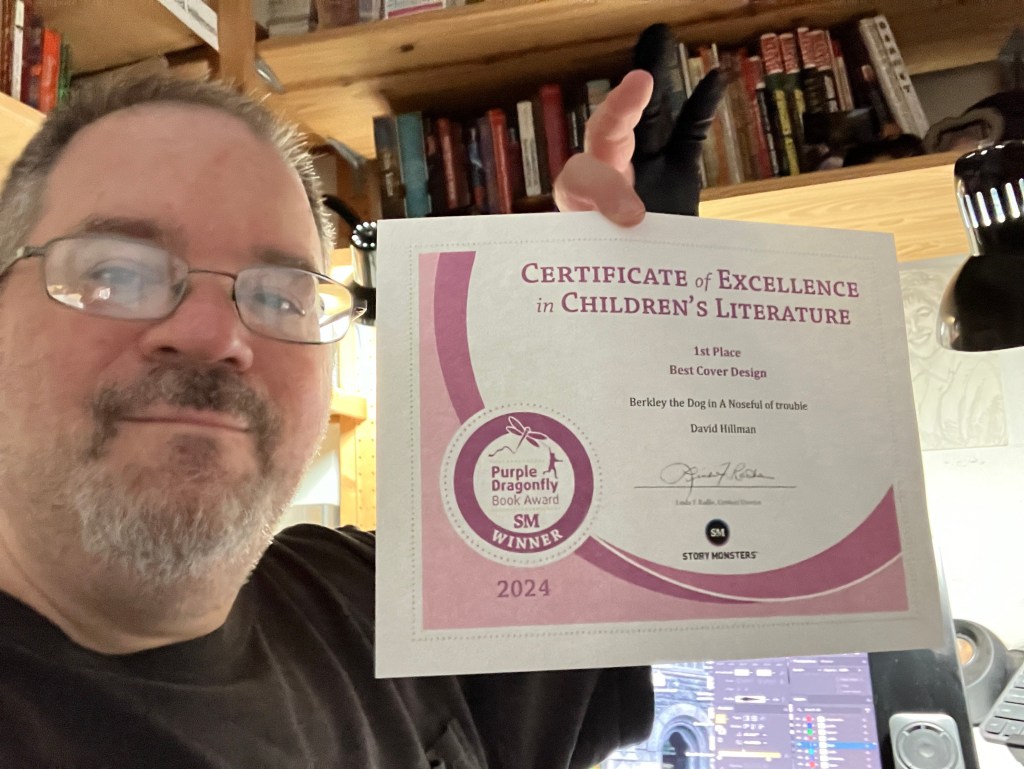 CERTIFICATE of EXCELLENCE
in CHILDREN'S LITERATURE
1st Place
Best Cover Design
Berkley the Dog in A Noseful of trouble
David Hillman
Purple
Dragonfly
Book Award
SM
WINNER
2024
SM
STORY MONSTERS